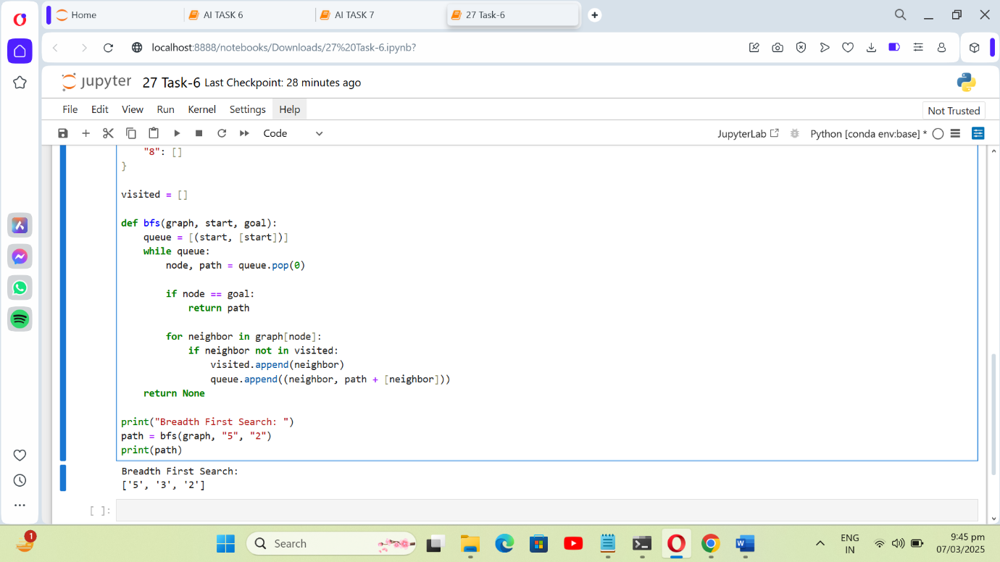 Home
AI TASK 6
AI TASK 7
27 Task-6
localhost:8888/notebooks/Downloads/27%20Task-6.ipynb?
jupyter 27 Task-6 Last Checkpoint: 28 minutes ago
File Edit View Run Kernel Settings Help
Not Trusted
Code
JupyterLab
Python [conda env:base] *
    "8": []
}

visited = []

def bfs(graph, start, goal):
    queue = [(start, [start])]
    while queue:
        node, path = queue.pop(0)

        if node == goal:
            return path

        for neighbor in graph[node]:
            if neighbor not in visited:
                visited.append(neighbor)
                queue.append((neighbor, path + [neighbor]))
    return None

print("Breadth First Search: ")
path = bfs(graph, "5", "2")
print(path)
Breadth First Search:
['5', '3', '2']
[ ]:
1
Search
ENG
IN
9:45 pm
07/03/2025